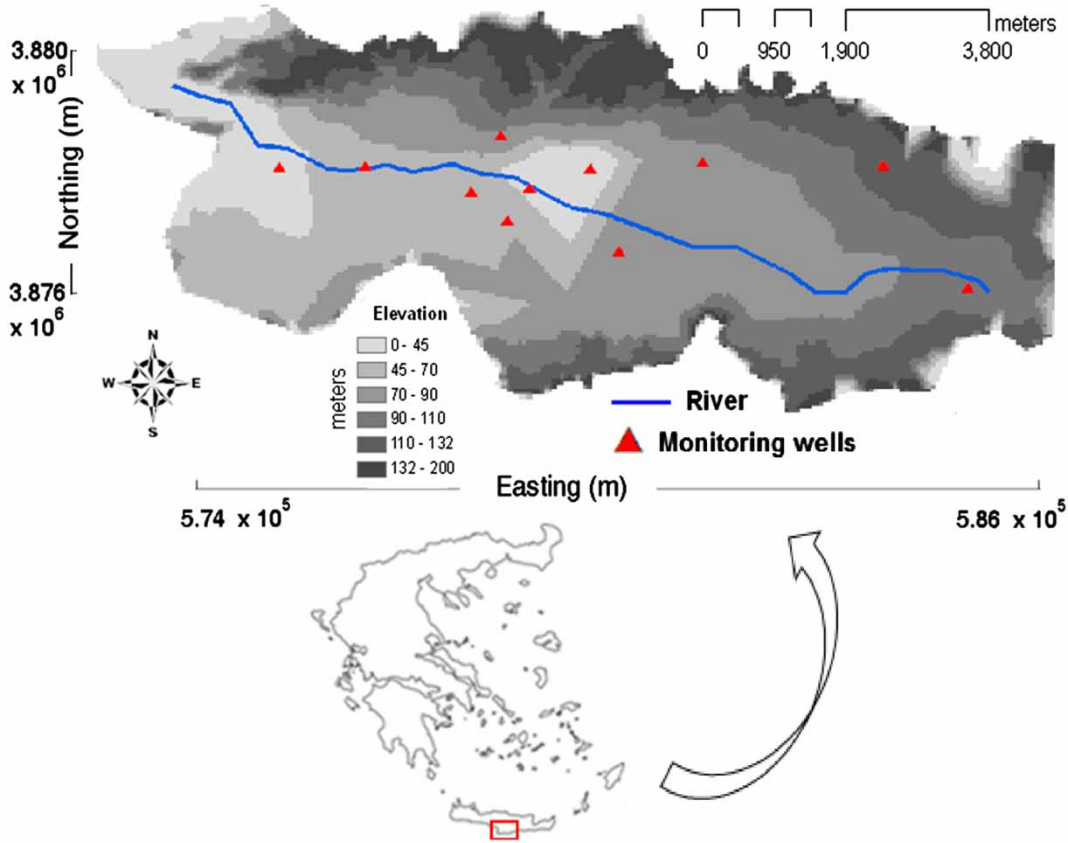 meters
0 950 1,900 3,800
3.880
x 10⁶
Northing (m)
3.876
x 10⁶
N
W E
S
Elevation
meters
0 - 45
45 - 70
70 - 90
90 - 110
110 - 132
132 - 200
River
Monitoring wells
Easting (m)
5.74 x 10⁵
5.86 x 10⁵